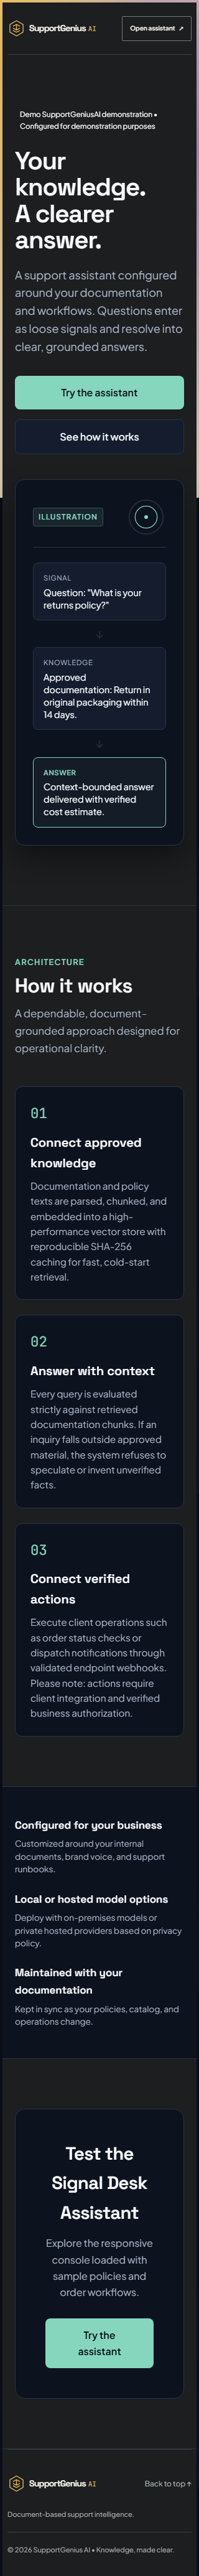 SupportGenius AI
Open assistant ↗
Demo SupportGeniusAI demonstration •
Configured for demonstration purposes
Your
knowledge.
A clearer
answer.
A support assistant configured
around your documentation
and workflows. Questions enter
as loose signals and resolve into
clear, grounded answers.
Try the assistant
See how it works
ILLUSTRATION
SIGNAL
Question: "What is your
returns policy?"
↓
KNOWLEDGE
Approved
documentation: Return in
original packaging within
14 days.
↓
ANSWER
Context-bounded answer
delivered with verified
cost estimate.
ARCHITECTURE
How it works
A dependable, document-
grounded approach designed for
operational clarity.
01
Connect approved
knowledge
Documentation and policy
texts are parsed, chunked, and
embedded into a high-
performance vector store with
reproducible SHA-256
caching for fast, cold-start
retrieval.
02
Answer with context
Every query is evaluated
strictly against retrieved
documentation chunks. If an
inquiry falls outside approved
material, the system refuses to
speculate or invent unverified
facts.
03
Connect verified
actions
Execute client operations such
as order status checks or
dispatch notifications through
validated endpoint webhooks.
Please note: actions require
client integration and verified
business authorization.
Configured for your business
Customized around your internal
documents, brand voice, and support
runbooks.
Local or hosted model options
Deploy with on-premises models or
private hosted providers based on privacy
policy.
Maintained with your
documentation
Kept in sync as your policies, catalog, and
operations change.
Test the
Signal Desk
Assistant
Explore the responsive
console loaded with
sample policies and
order workflows.
Try the
assistant
SupportGenius AI
Back to top ↑
Document-based support intelligence.
© 2026 SupportGenius AI • Knowledge, made clear.